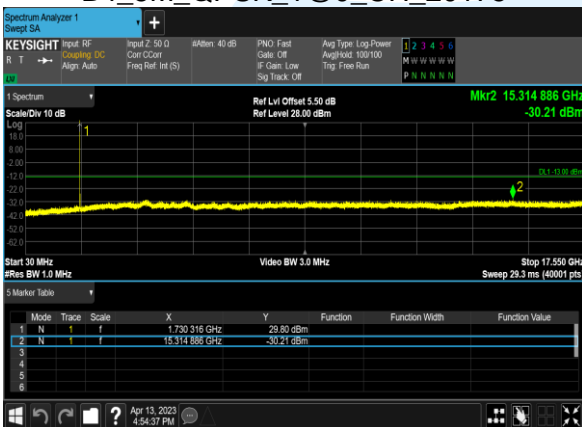 Spectrum Analyzer 1
Swept SA
+
KEYSIGHT Input: RF Input Z: 50 Ω #Atten: 40 dB PNO: Fast Avg Type: Log-Power 1 2 3 4 5 6
R T Coupling: DC Corr CCorr Gate: Off Avg|Hold: 100/100 M W W W W W
Align: Auto Freq Ref: Int (S) IF Gain: Low Trig: Free Run
LW Sig Track: Off P N N N N N
1 Spectrum Ref Lvl Offset 5.50 dB Mkr2 15.314 886 GHz
Scale/Div 10 dB Ref Level 28.00 dBm -30.21 dBm
Log
18.0 1
8.00
-2.00
-12.0 DL1 -13.00 dBm
-22.0 2
-32.0
-42.0
-52.0
-62.0
Start 30 MHz Video BW 3.0 MHz Stop 17.550 GHz
#Res BW 1.0 MHz Sweep 29.3 ms (40001 pts)
5 Marker Table
Mode Trace Scale X Y Function Function Width Function Value
1 N 1 f 1.730 316 GHz 29.80 dBm
2 N 1 f 15.314 886 GHz -30.21 dBm
3
4
5
6
? Apr 13, 2023
4:54:37 PM